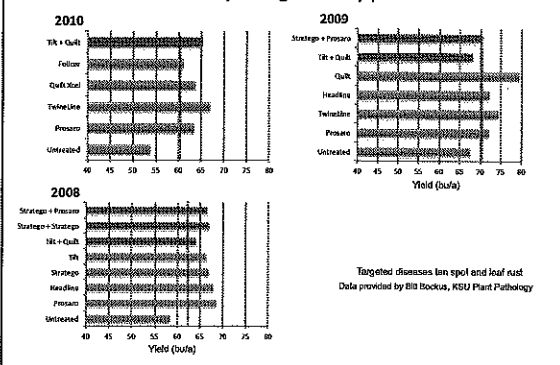 2010
Tilt + Quilt
Folicur
Quilt Xcel
TwinLine
Prosaro
Untreated
40 45 50 55 60 65 70 75 80
2009
Stratego + Prosaro
Tilt + Quilt
Quilt
Headline
TwinLine
Prosaro
Untreated
40 45 50 55 60 65 70 75 80
Yield (bu/a)
2008
Stratego + Prosaro
Stratego + Stratego
Tilt + Quilt
Tilt
Stratego
Headline
Prosaro
Untreated
40 45 50 55 60 65 70 75 80
Yield (bu/a)
Targeted diseases tan spot and leaf rust
Data provided by Bill Bockus, KSU Plant Pathology